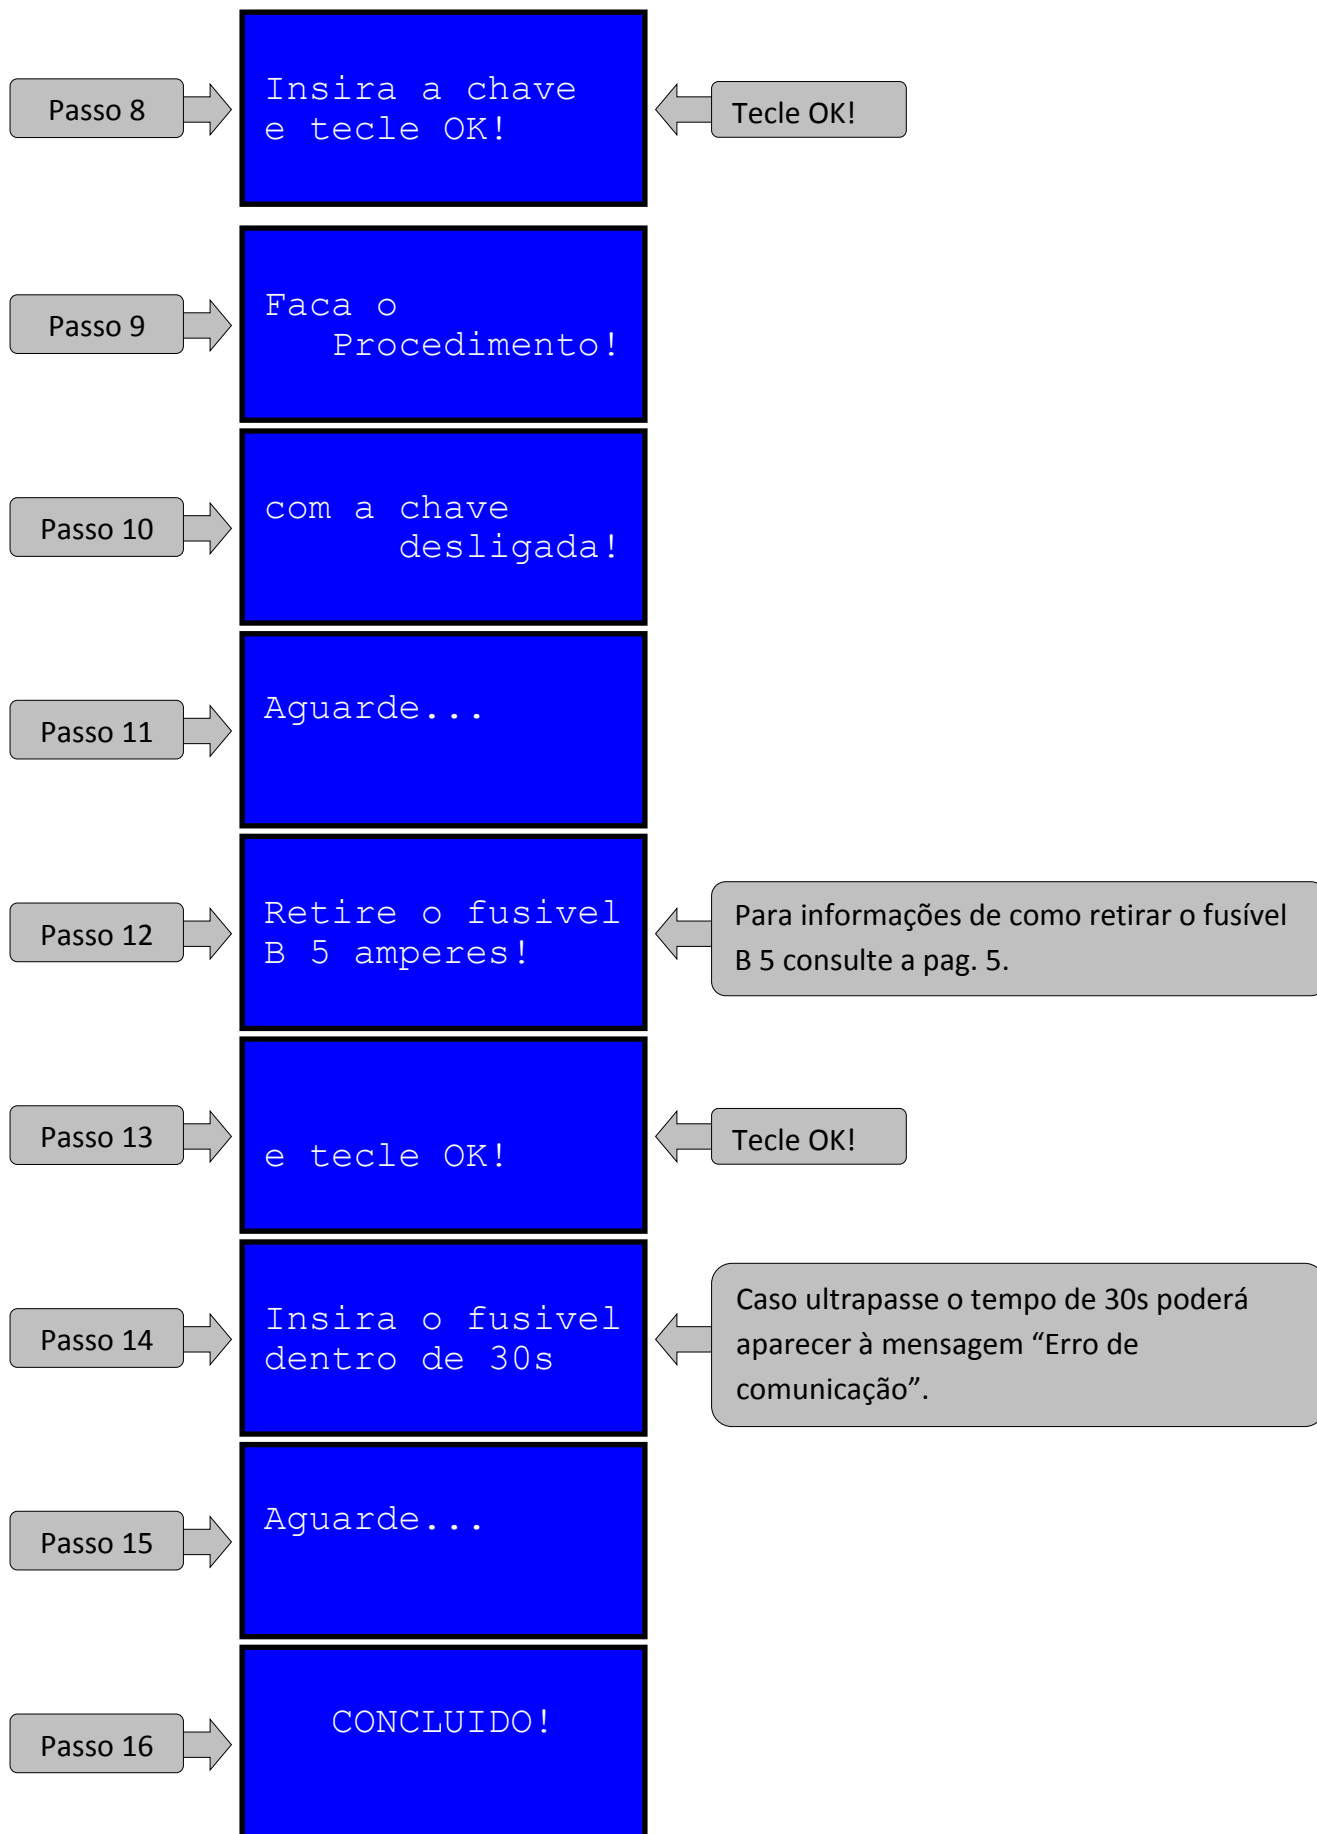 Passo 8
Insira a chave
e tecle OK!
Tecle OK!
Passo 9
Faca o
Procedimento!
Passo 10
com a chave
desligada!
Passo 11
Aguarde...
Passo 12
Retire o fusivel
B 5 amperes!
Para informações de como retirar o fusível
B 5 consulte a pag. 5.
Passo 13
e tecle OK!
Tecle OK!
Passo 14
Insira o fusivel
dentro de 30s
Caso ultrapasse o tempo de 30s poderá
aparecer à mensagem “Erro de
comunicação”.
Passo 15
Aguarde...
Passo 16
CONCLUIDO!